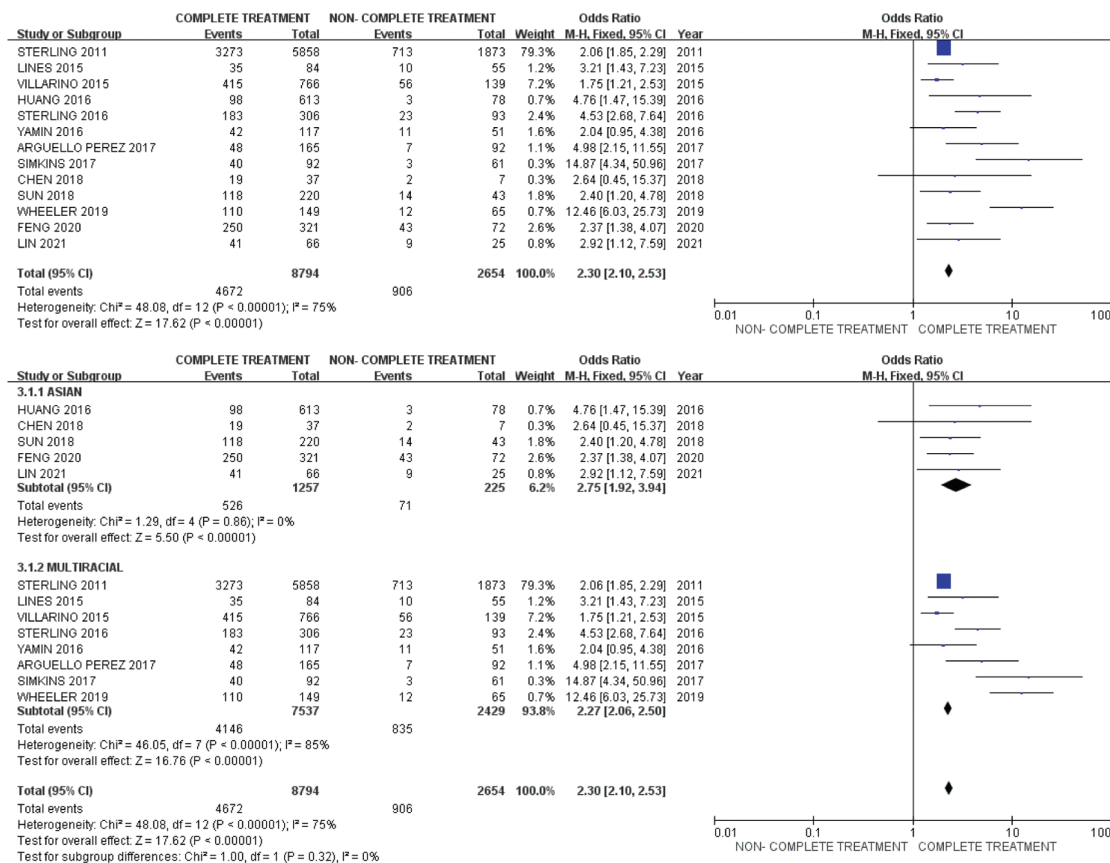 COMPLETE TREATMENT NON- COMPLETE TREATMENT Odds Ratio Odds Ratio
Study or Subgroup Events Total Events Total Weight M-H, Fixed, 95% CI Year M-H, Fixed, 95% CI
STERLING 2011 3273 5858 713 1873 79.3% 2.06 [1.85, 2.29] 2011
LINES 2015 35 84 10 55 1.2% 3.21 [1.43, 7.23] 2015
VILLARINO 2015 415 766 56 139 7.2% 1.75 [1.21, 2.53] 2015
HUANG 2016 98 613 3 78 0.7% 4.76 [1.47, 15.39] 2016
STERLING 2016 183 306 23 93 2.4% 4.53 [2.68, 7.64] 2016
YAMIN 2016 42 117 11 51 1.6% 2.04 [0.95, 4.38] 2016
ARGUELLO PEREZ 2017 48 165 7 92 1.1% 4.98 [2.15, 11.55] 2017
SIMKINS 2017 40 92 3 61 0.3% 14.87 [4.34, 50.96] 2017
CHEN 2018 19 37 2 7 0.3% 2.64 [0.45, 15.37] 2018
SUN 2018 118 220 14 43 1.8% 2.40 [1.20, 4.78] 2018
WHEELER 2019 110 149 12 65 0.7% 12.46 [6.03, 25.73] 2019
FENG 2020 250 321 43 72 2.6% 2.37 [1.38, 4.07] 2020
LIN 2021 41 66 9 25 0.8% 2.92 [1.12, 7.59] 2021
Total (95% CI) 8794 2654 100.0% 2.30 [2.10, 2.53]
Total events 4672 906
Heterogeneity: Chi² = 48.08, df = 12 (P < 0.00001); I² = 75%
Test for overall effect: Z = 17.62 (P < 0.00001)
0.01 0.1 1 10 100
NON- COMPLETE TREATMENT COMPLETE TREATMENT
COMPLETE TREATMENT NON- COMPLETE TREATMENT Odds Ratio Odds Ratio
Study or Subgroup Events Total Events Total Weight M-H, Fixed, 95% CI Year M-H, Fixed, 95% CI
3.1.1 ASIAN
HUANG 2016 98 613 3 78 0.7% 4.76 [1.47, 15.39] 2016
CHEN 2018 19 37 2 7 0.3% 2.64 [0.45, 15.37] 2018
SUN 2018 118 220 14 43 1.8% 2.40 [1.20, 4.78] 2018
FENG 2020 250 321 43 72 2.6% 2.37 [1.38, 4.07] 2020
LIN 2021 41 66 9 25 0.8% 2.92 [1.12, 7.59] 2021
Subtotal (95% CI) 1257 225 6.2% 2.75 [1.92, 3.94]
Total events 526 71
Heterogeneity: Chi² = 1.29, df = 4 (P = 0.86); I² = 0%
Test for overall effect: Z = 5.50 (P < 0.00001)
3.1.2 MULTIRACIAL
STERLING 2011 3273 5858 713 1873 79.3% 2.06 [1.85, 2.29] 2011
LINES 2015 35 84 10 55 1.2% 3.21 [1.43, 7.23] 2015
VILLARINO 2015 415 766 56 139 7.2% 1.75 [1.21, 2.53] 2015
STERLING 2016 183 306 23 93 2.4% 4.53 [2.68, 7.64] 2016
YAMIN 2016 42 117 11 51 1.6% 2.04 [0.95, 4.38] 2016
ARGUELLO PEREZ 2017 48 165 7 92 1.1% 4.98 [2.15, 11.55] 2017
SIMKINS 2017 40 92 3 61 0.3% 14.87 [4.34, 50.96] 2017
WHEELER 2019 110 149 12 65 0.7% 12.46 [6.03, 25.73] 2019
Subtotal (95% CI) 7537 2429 93.8% 2.27 [2.06, 2.50]
Total events 4146 835
Heterogeneity: Chi² = 46.05, df = 7 (P < 0.00001); I² = 85%
Test for overall effect: Z = 16.76 (P < 0.00001)
Total (95% CI) 8794 2654 100.0% 2.30 [2.10, 2.53]
Total events 4672 906
Heterogeneity: Chi² = 48.08, df = 12 (P < 0.00001); I² = 75%
Test for overall effect: Z = 17.62 (P < 0.00001)
Test for subgroup differences: Chi² = 1.00, df = 1 (P = 0.32), I² = 0%
0.01 0.1 1 10 100
NON- COMPLETE TREATMENT COMPLETE TREATMENT